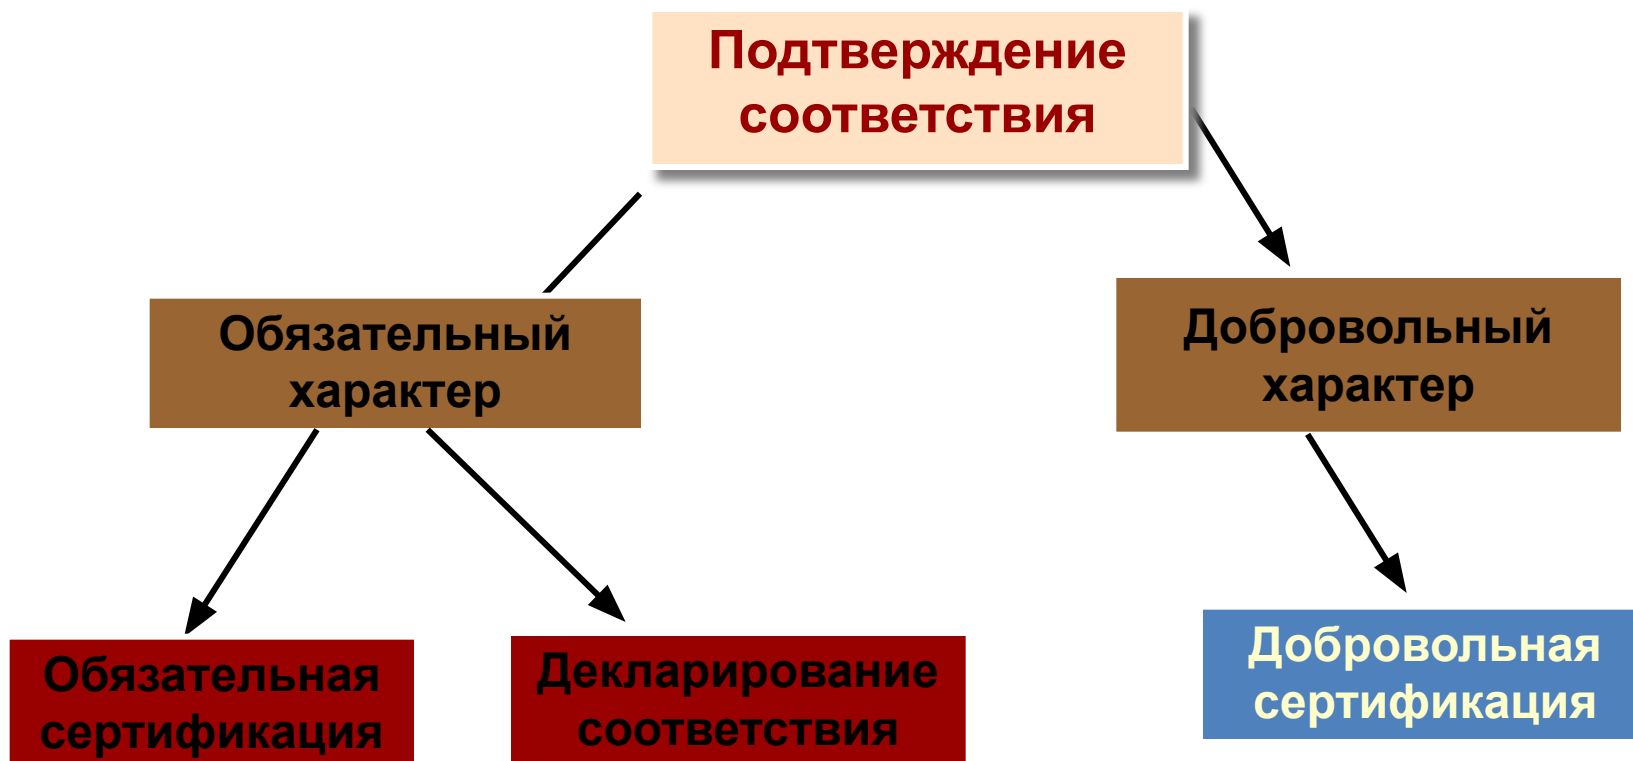 Подтверждение
соответствия
Обязательный
характер
Добровольный
характер
Обязательная
сертификация
Декларирование
соответствия
Добровольная
сертификация